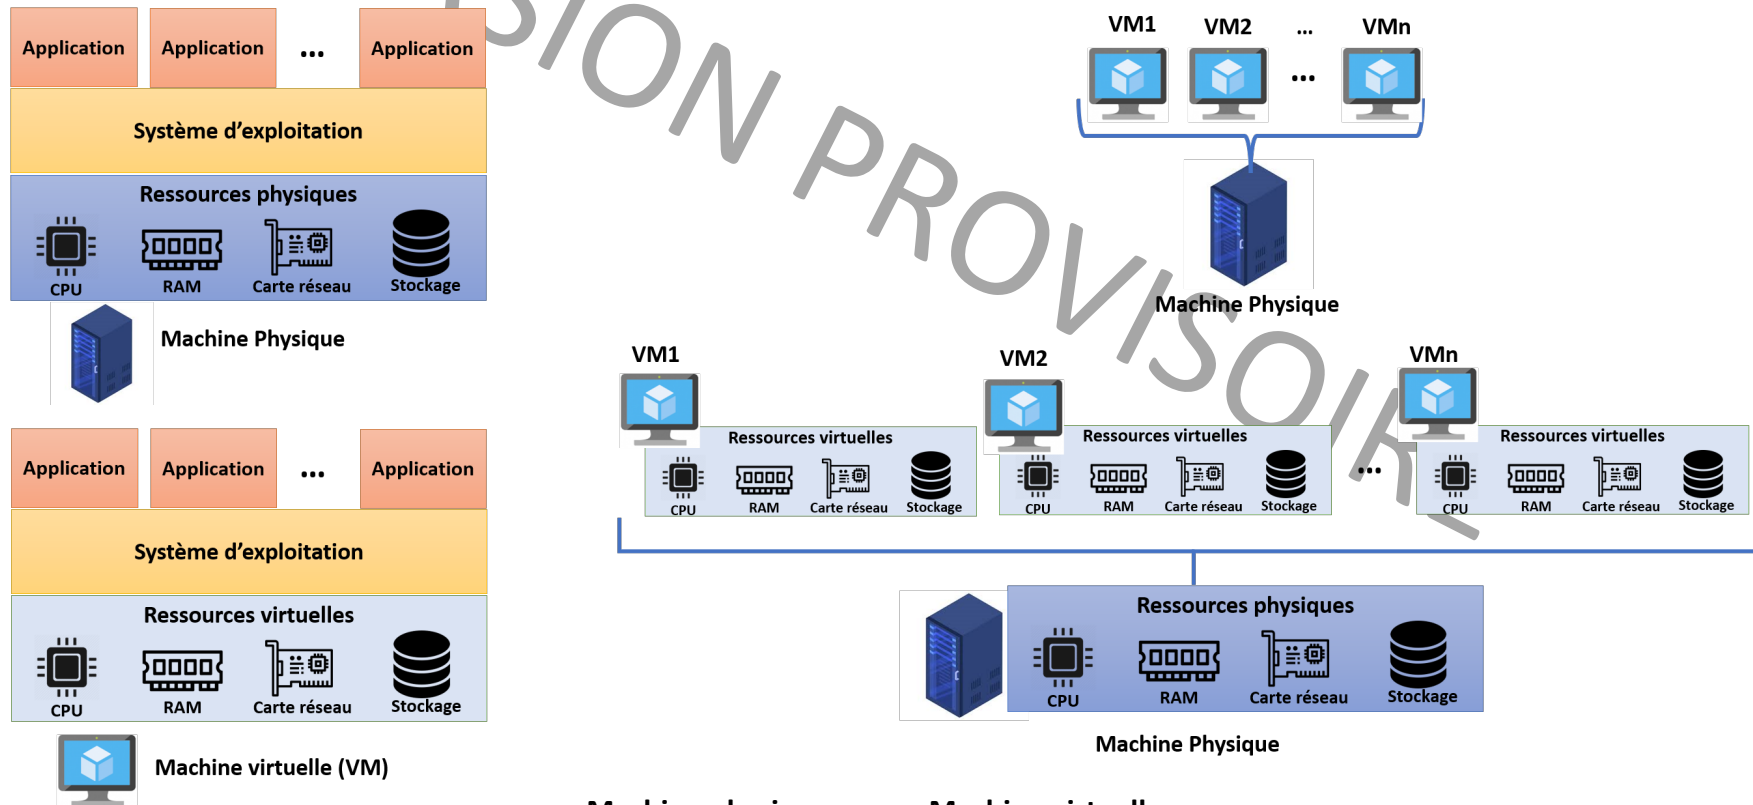 Application
Application
...
Application
Système d'exploitation
Ressources physiques
CPU
RAM
Carte réseau
Stockage
Machine Physique
Application
Application
...
Application
Système d'exploitation
Ressources virtuelles
CPU
RAM
Carte réseau
Stockage
Machine virtuelle (VM)
SION PROVISOIRE
VM1
VM2
...
VMn
...
Machine Physique
VM1
Ressources virtuelles
CPU
RAM
Carte réseau
Stockage
VM2
Ressources virtuelles
CPU
RAM
Carte réseau
Stockage
...
VMn
Ressources virtuelles
CPU
RAM
Carte réseau
Stockage
Ressources physiques
CPU
RAM
Carte réseau
Stockage
Machine Physique